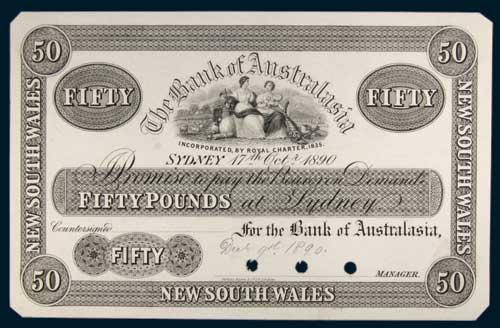 50 NEW SOUTH WALES 50
The Bank of Australasia
FIFTY FIFTY
INCORPORATED, BY ROYAL CHARTER, 1835.
SYDNEY 17th Octr 1890
Promise to pay the Bearer on Demand
FIFTY POUNDS at Sydney
Countersigned For the Bank of Australasia,
FIFTY
1890.
MANAGER.
50 NEW SOUTH WALES 50
NEW SOUTH WALES